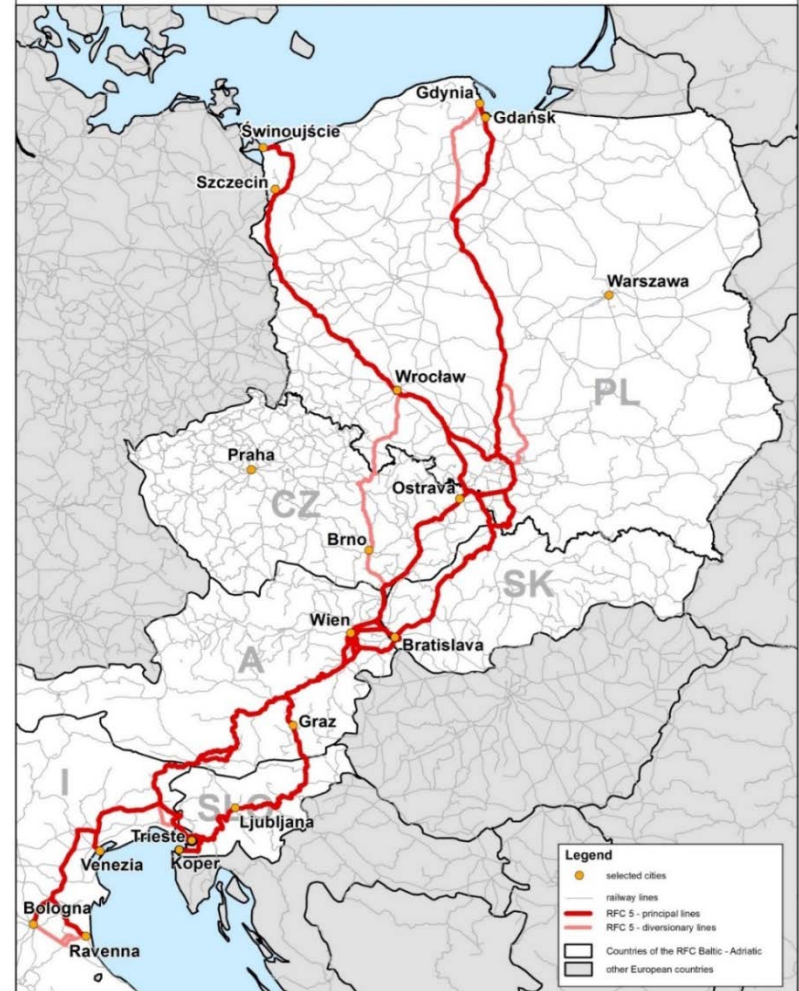 Gdynia
Gdańsk
Świnoujście
Szczecin
Warszawa
Wrocław
PL
Praha
Ostrava
CZ
Brno
SK
Wien
Bratislava
A
Graz
I
SLO
Ljubljana
Trieste
Koper
Venezia
Bologna
Ravenna
Legend
selected cities
railway lines
RFC 5 - principal lines
RFC 5 - diversionary lines
Countries of the RFC Baltic - Adriatic
other European countries